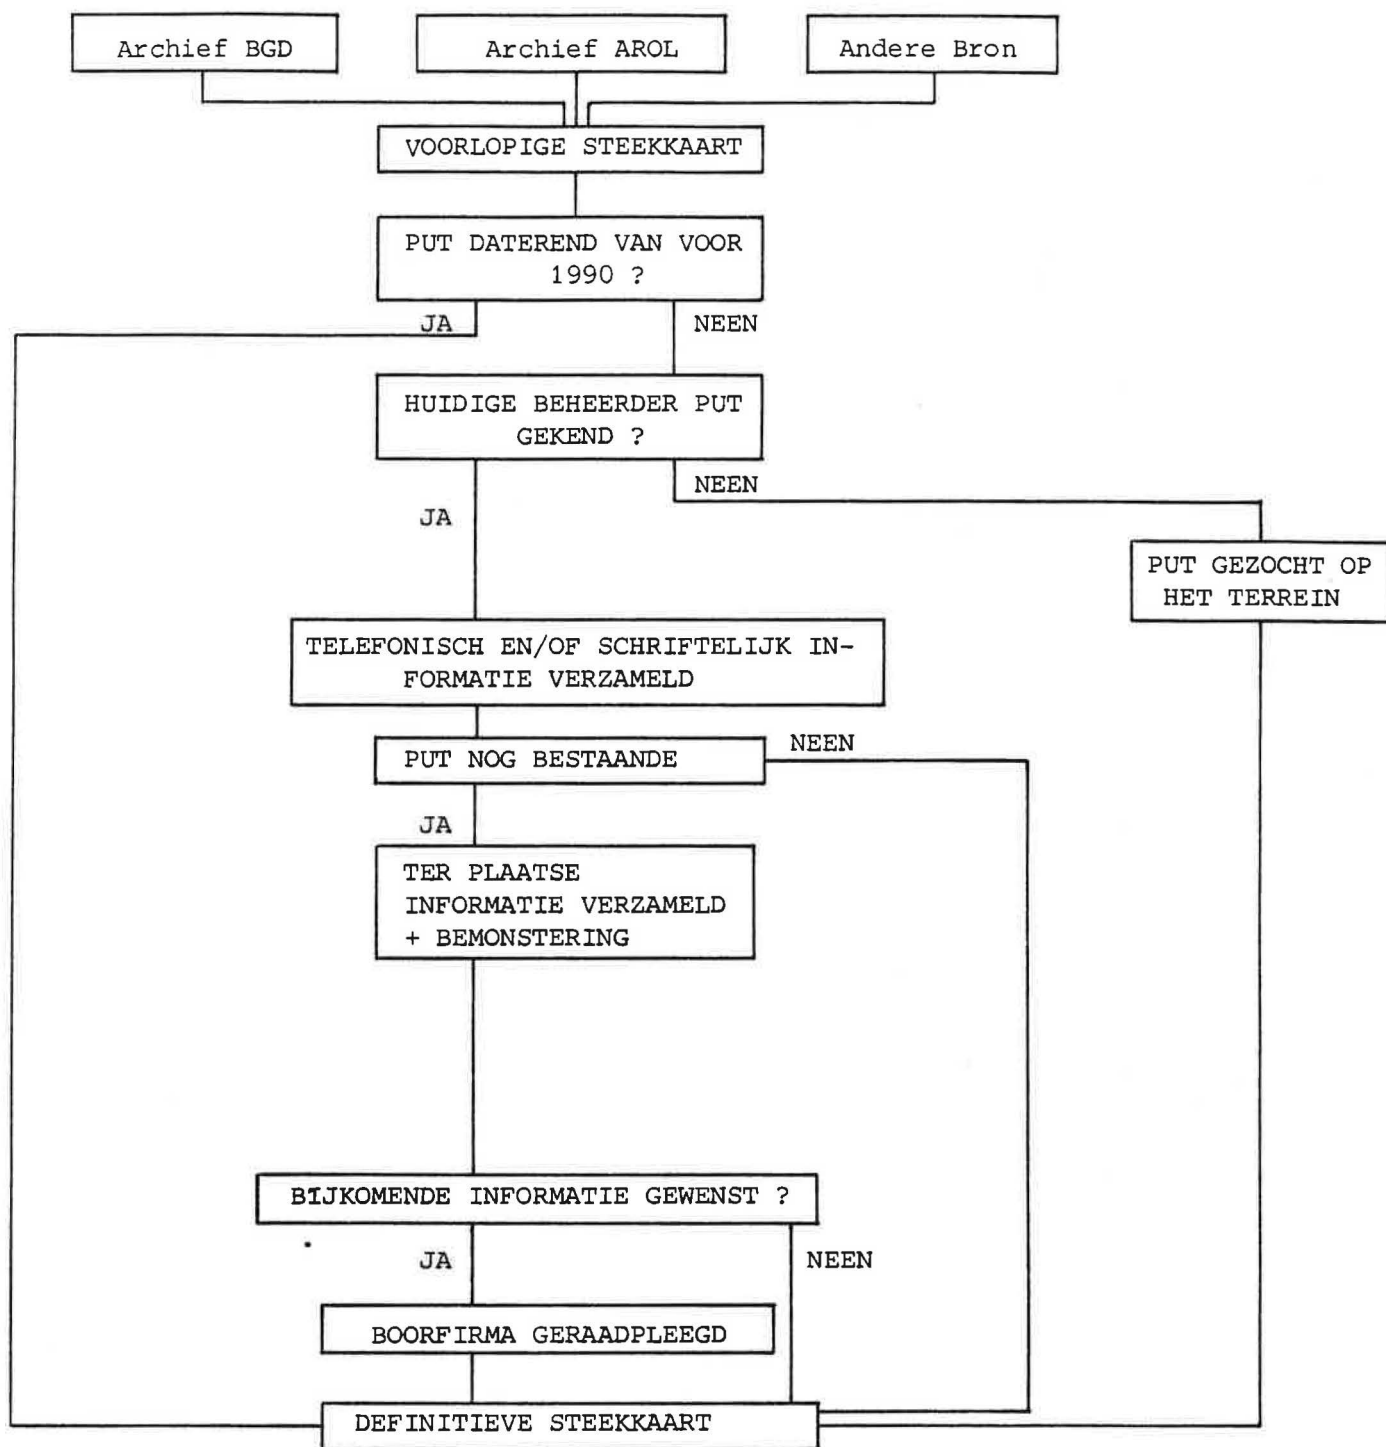 Archief BGD
Archief AROL
Andere Bron
VOORLOPIGE STEEKKAART
PUT DATEREND VAN VOOR
1990 ?
JA
NEEN
HUIDIGE BEHEERDER PUT
GEKEND ?
NEEN
JA
PUT GEZOCHT OP
HET TERREIN
TELEFONISCH EN/OF SCHRIFTELIJK IN-
FORMATIE VERZAMELD
NEEN
PUT NOG BESTAANDE
JA
TER PLAATSE
INFORMATIE VERZAMELD
+ BEMONSTERING
BIJKOMENDE INFORMATIE GEWENST ?
JA
NEEN
BOORFIRMA GERAADPLEEGD
DEFINITIEVE STEEKKAART